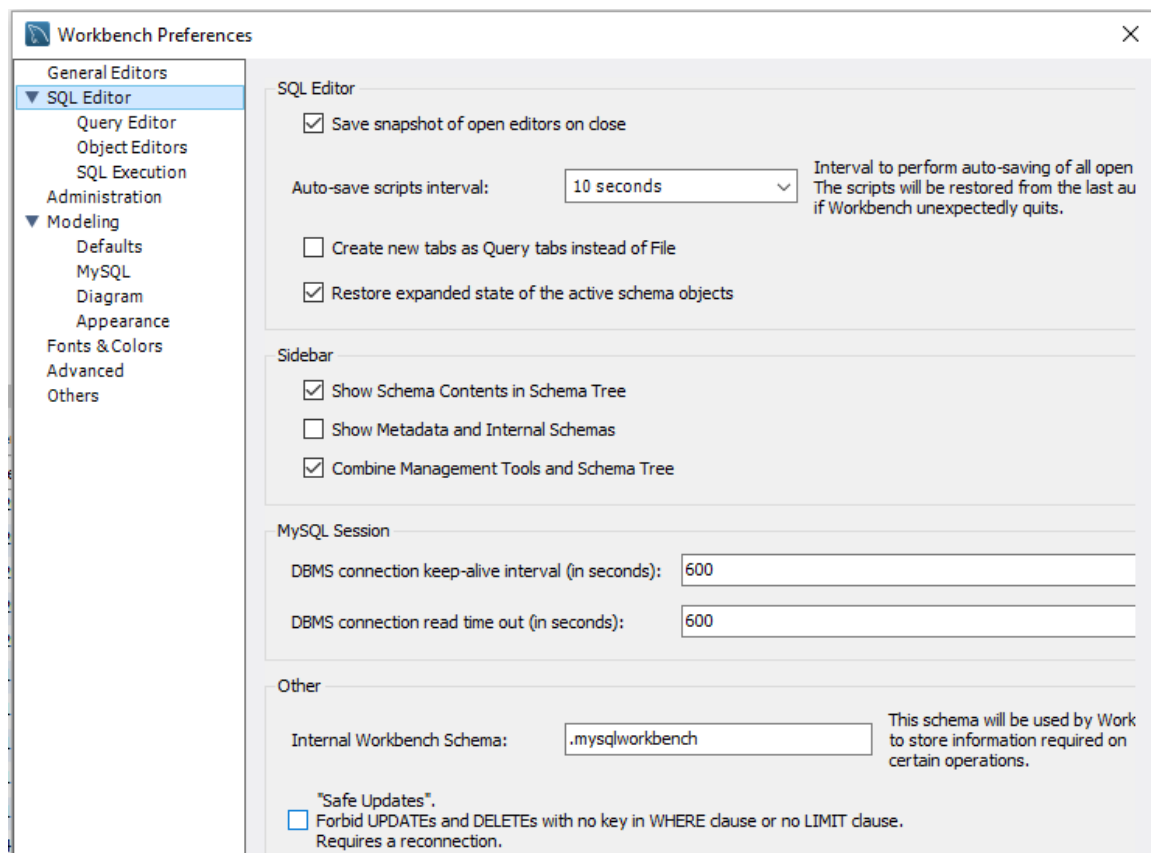 Workbench Preferences
General Editors
SQL Editor
Query Editor
Object Editors
SQL Execution
Administration
Modeling
Defaults
MySQL
Diagram
Appearance
Fonts & Colors
Advanced
Others
SQL Editor
Save snapshot of open editors on close
Auto-save scripts interval:
10 seconds
Interval to perform auto-saving of all open
The scripts will be restored from the last au
if Workbench unexpectedly quits.
Create new tabs as Query tabs instead of File
Restore expanded state of the active schema objects
Sidebar
Show Schema Contents in Schema Tree
Show Metadata and Internal Schemas
Combine Management Tools and Schema Tree
MySQL Session
DBMS connection keep-alive interval (in seconds):
600
DBMS connection read time out (in seconds):
600
Other
Internal Workbench Schema:
.mysqlworkbench
This schema will be used by Work
to store information required on
certain operations.
"Safe Updates".
Forbid UPDATEs and DELETEs with no key in WHERE clause or no LIMIT clause.
Requires a reconnection.